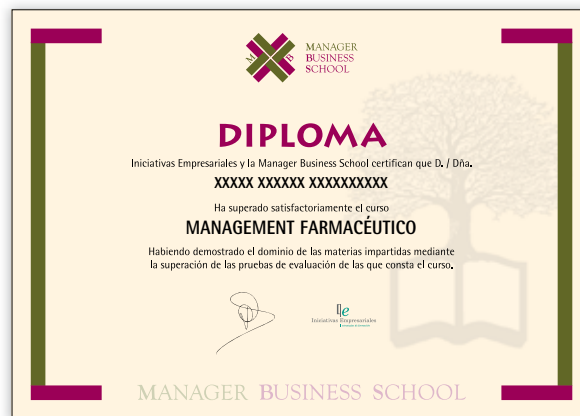 M B
MANAGER
BUSINESS
SCHOOL
DIPLOMA
Iniciativas Empresariales y la Manager Business School certifican que D. / Dña.
XXXXX XXXXXX XXXXXXXXXX
Ha superado satisfactoriamente el curso
MANAGEMENT FARMACÉUTICO
Habiendo demostrado el dominio de las materias impartidas mediante
la superación de las pruebas de evaluación de las que consta el curso.
Iniciativas Empresariales
MANAGER BUSINESS SCHOOL